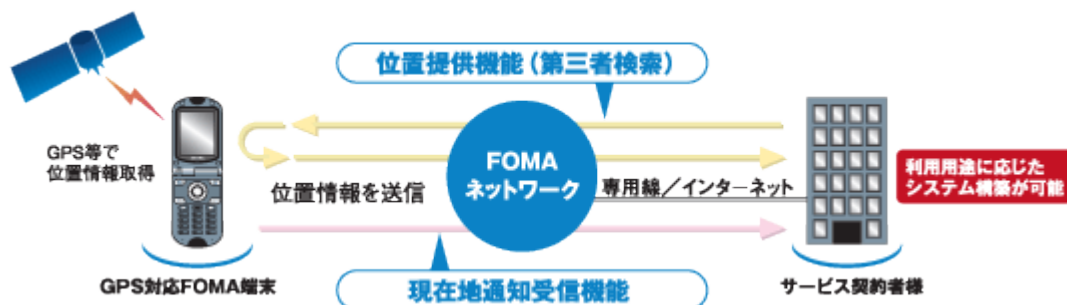 位置提供機能（第三者検索）
GPS等で
位置情報取得
FOMA
ネットワーク
位置情報を送信
専用線／インターネット
利用用途に応じた
システム構築が可能
GPS対応FOMA端末
現在地通知受信機能
サービス契約者様